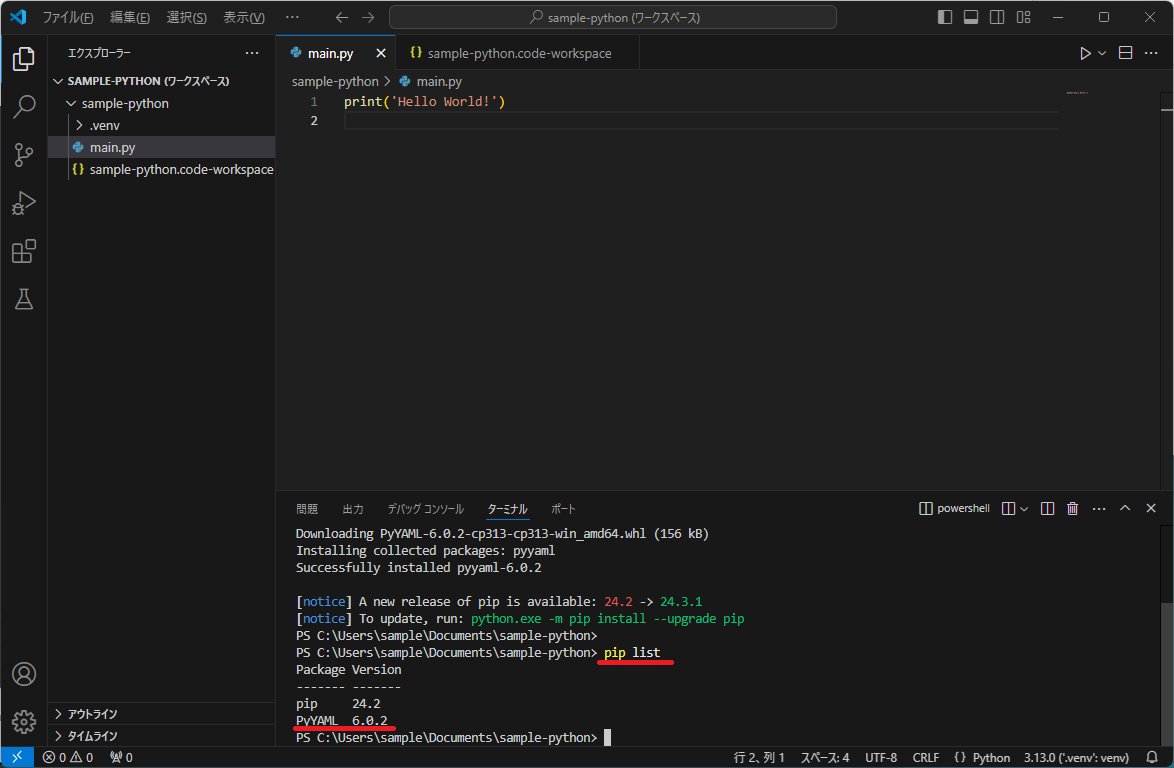 ファイル(F) 編集(E) 選択(S) 表示(V) ··· sample-python (ワークスペース)
エクスプローラー ···
SAMPLE-PYTHON (ワークスペース)
sample-python
.venv
main.py
{} sample-python.code-workspace
アウトライン
タイムライン
main.py {} sample-python.code-workspace
sample-python > main.py
1 print('Hello World!')
2
問題 出力 デバッグ コンソール ターミナル ポート powershell
Downloading PyYAML-6.0.2-cp313-cp313-win_amd64.whl (156 kB)
Installing collected packages: pyyaml
Successfully installed pyyaml-6.0.2
[notice] A new release of pip is available: 24.2 -> 24.3.1
[notice] To update, run: python.exe -m pip install --upgrade pip
PS C:\Users\sample\Documents\sample-python>
PS C:\Users\sample\Documents\sample-python> pip list
Package Version
------- -------
pip 24.2
PyYAML 6.0.2
PS C:\Users\sample\Documents\sample-python>
0 0 0 行 2、列 1 スペース: 4 UTF-8 CRLF {} Python 3.13.0 ('.venv': venv)